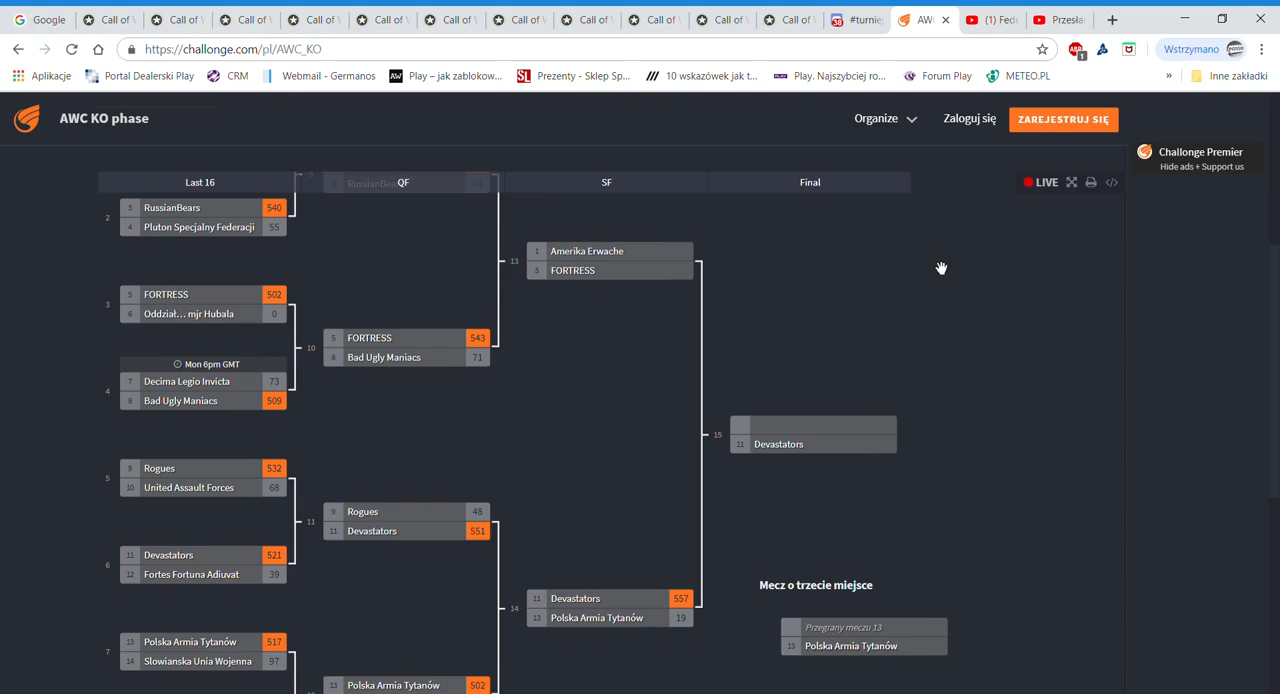 Google
Call of
Call of
Call of
Call of
Call of
Call of
Call of
Call of
Call of
Call of
Call of
38
#turniej
AWC
(1) Fede
Przesłan
https://challonge.com/pl/AWC_KO
1
Wstrzymano
Aplikacje
Portal Dealerski Play
CRM
Webmail - Germanos
Play – jak zablokow...
Prezenty - Sklep Sp...
10 wskazówek jak t...
Play. Najszybciej ro...
Forum Play
METEO.PL
»
Inne zakładki
AWC KO phase
Organize
Zaloguj się
ZAREJESTRUJ SIĘ
Challonge Premier
Hide ads + Support us
Last 16
QF
SF
Final
LIVE
RussianBears
2
3 RussianBears 540
4 Pluton Specjalny Federacji 55
13
1 Amerika Erwache
5 FORTRESS
3
5 FORTRESS 502
6 Oddział... mjr Hubala 0
10
5 FORTRESS 543
8 Bad Ugly Maniacs 71
Mon 6pm GMT
4
7 Decima Legio Invicta 73
8 Bad Ugly Maniacs 509
15
11 Devastators
5
9 Rogues 532
10 United Assault Forces 68
11
9 Rogues 48
11 Devastators 551
6
11 Devastators 521
12 Fortes Fortuna Adiuvat 39
14
11 Devastators 557
13 Polska Armia Tytanów 19
Mecz o trzecie miejsce
Przegrany meczu 13
13 Polska Armia Tytanów
7
13 Polska Armia Tytanów 517
14 Slowianska Unia Wojenna 97
13 Polska Armia Tytanów 502